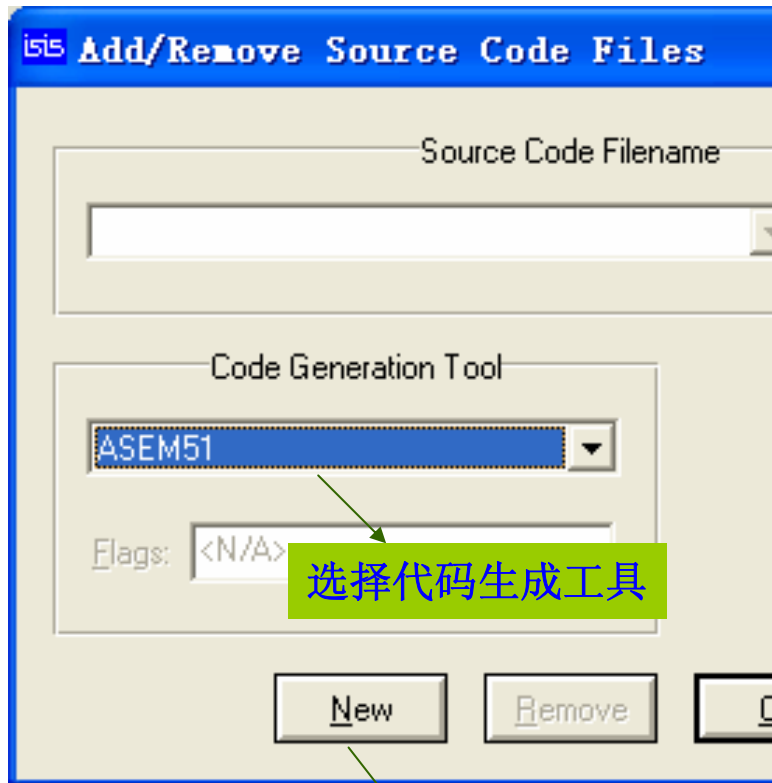 isis Add/Remove Source Code Files
Source Code Filename
Code Generation Tool
ASEM51
Flags: <N/A>
选择代码生成工具
New Remove